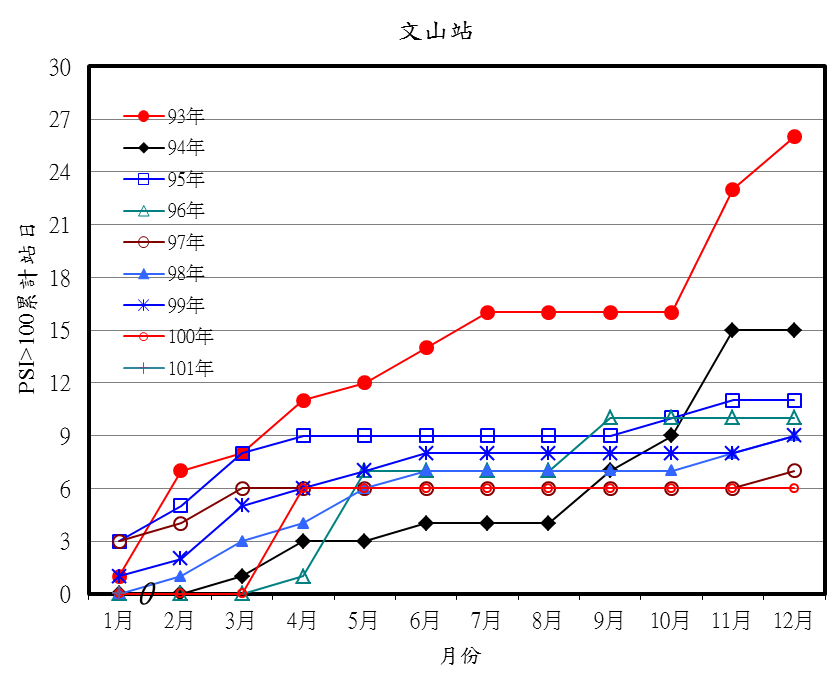 文山站
PSI>100累計站日
30
27
24
21
18
15
12
9
6
3
0
93年
94年
95年
96年
97年
98年
99年
100年
101年
0
1月 2月 3月 4月 5月 6月 7月 8月 9月 10月 11月 12月
月份